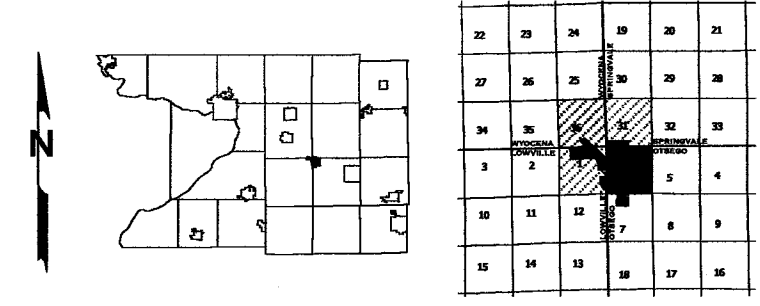 N
22 23 24 19 20 21
27 26 25 30 29 28
WYOCENA
SPRINGVALE
34 35 36 31 32 33
WYOCENA
LOWVILLE
SPRINGVALE
OTSEGO
3 2 1 5 4
10 11 12 7 8 9
LOWVILLE
OTSEGO
15 14 13 18 17 16